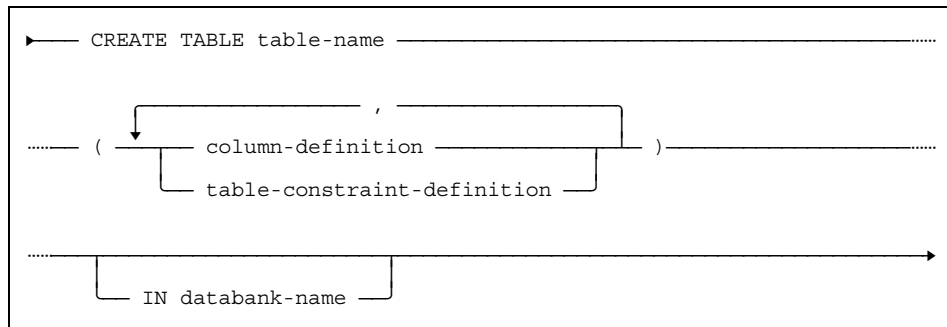 CREATE TABLE table-name
,
( column-definition )
table-constraint-definition
IN databank-name